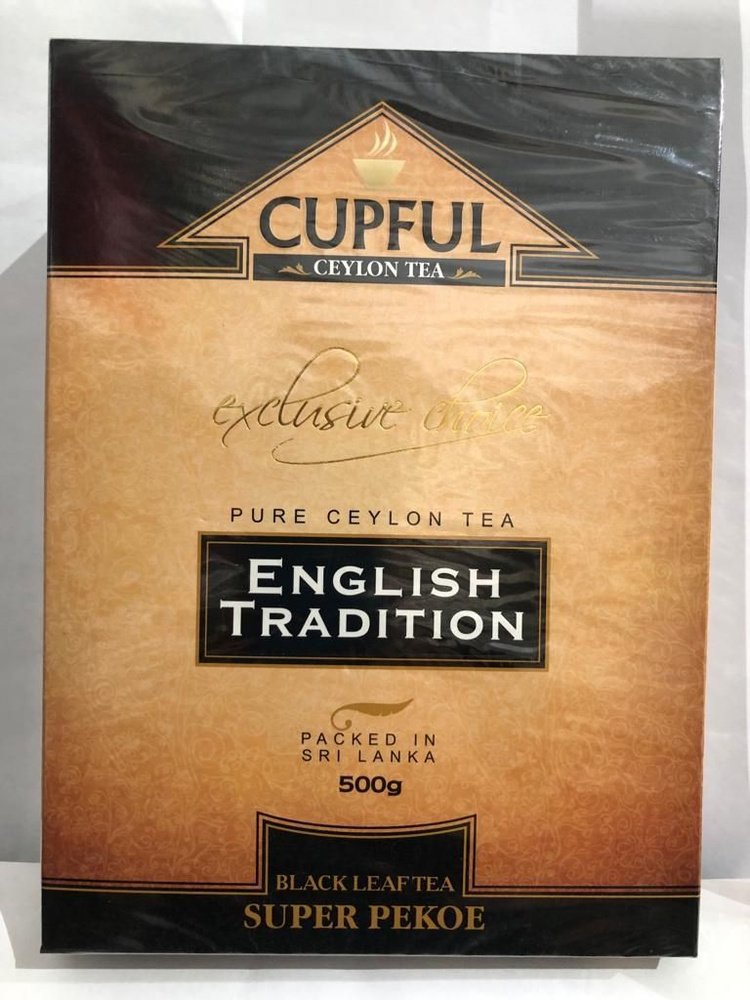 CUPFUL
CEYLON TEA
exclusive choice
PURE CEYLON TEA
ENGLISH
TRADITION
PACKED IN
SRI LANKA
500g
BLACK LEAF TEA
SUPER PEKOE